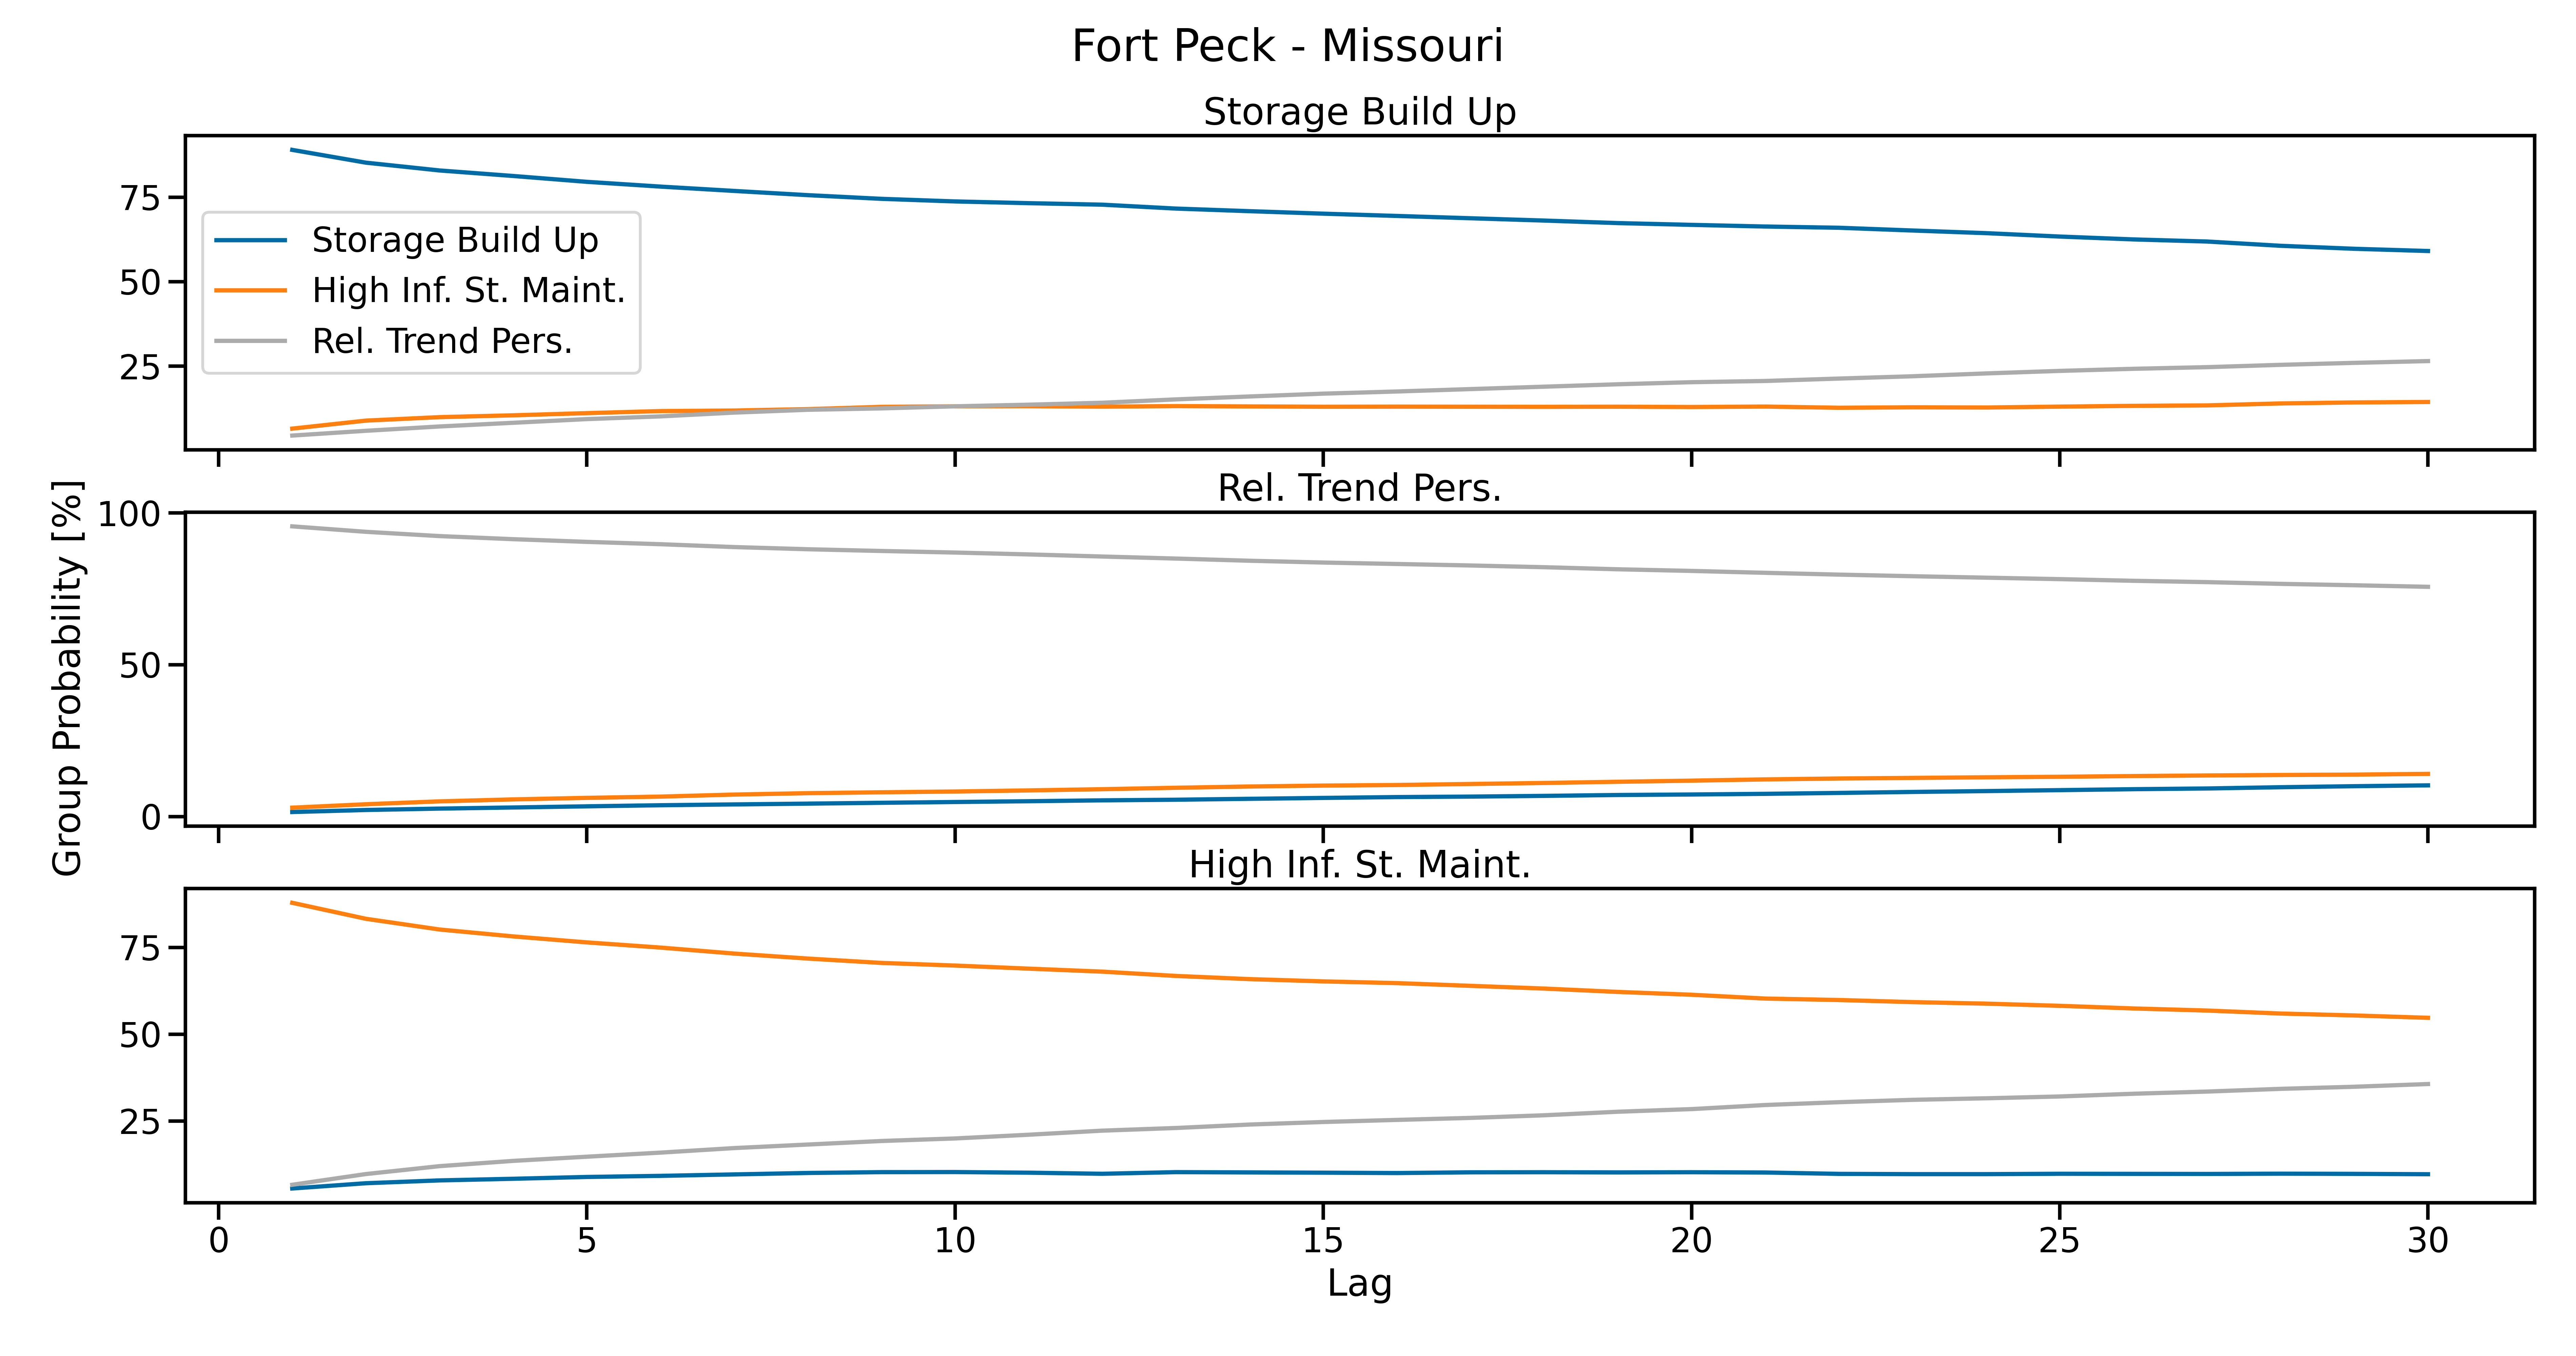 Fort Peck - Missouri
Storage Build Up
75
50
25
Storage Build Up
High Inf. St. Maint.
Rel. Trend Pers.
Group Probability [%]
Rel. Trend Pers.
100
50
0
High Inf. St. Maint.
75
50
25
0 5 10 15 20 25 30
Lag